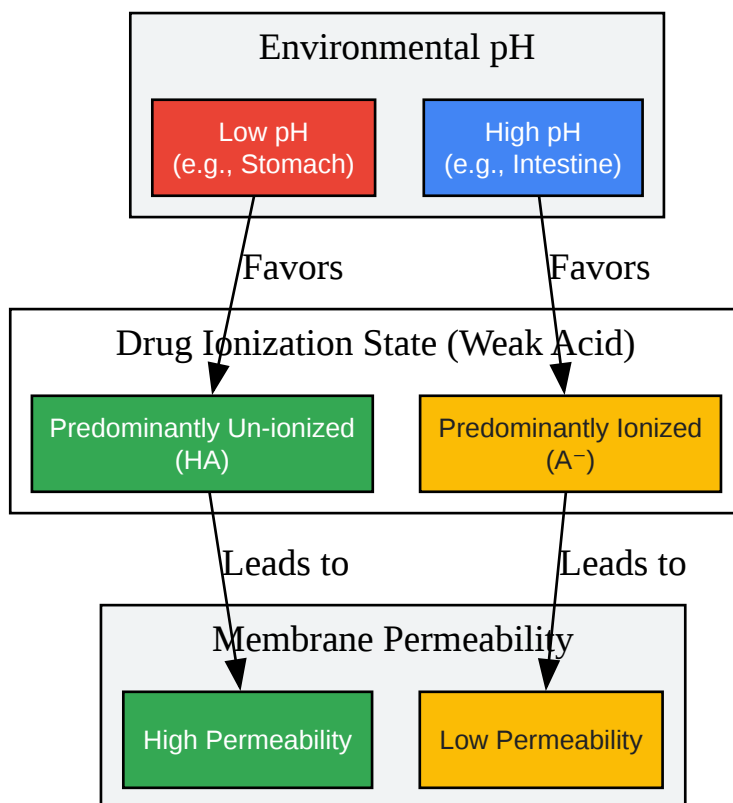 Environmental pH
Low pH
(e.g., Stomach)
High pH
(e.g., Intestine)
Favors
Favors
Drug Ionization State (Weak Acid)
Predominantly Un-ionized
(HA)
Predominantly Ionized
(A⁻)
Leads to
Leads to
Membrane Permeability
High Permeability
Low Permeability